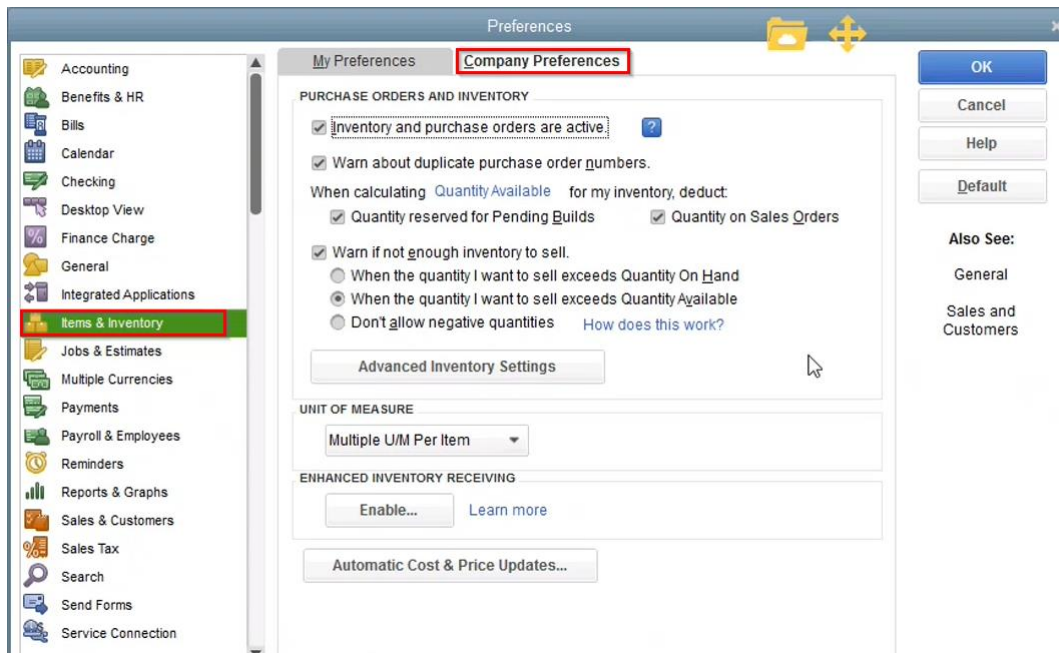 Preferences
Accounting
Benefits & HR
Bills
Calendar
Checking
Desktop View
Finance Charge
General
Integrated Applications
Items & Inventory
Jobs & Estimates
Multiple Currencies
Payments
Payroll & Employees
Reminders
Reports & Graphs
Sales & Customers
Sales Tax
Search
Send Forms
Service Connection
My Preferences
Company Preferences
PURCHASE ORDERS AND INVENTORY
Inventory and purchase orders are active. ?
Warn about duplicate purchase order numbers.
When calculating Quantity Available for my inventory, deduct:
Quantity reserved for Pending Builds Quantity on Sales Orders
Warn if not enough inventory to sell.
When the quantity I want to sell exceeds Quantity On Hand
When the quantity I want to sell exceeds Quantity Available
Don't allow negative quantities How does this work?
Advanced Inventory Settings
UNIT OF MEASURE
Multiple U/M Per Item
ENHANCED INVENTORY RECEIVING
Enable... Learn more
Automatic Cost & Price Updates...
OK
Cancel
Help
Default
Also See:
General
Sales and
Customers